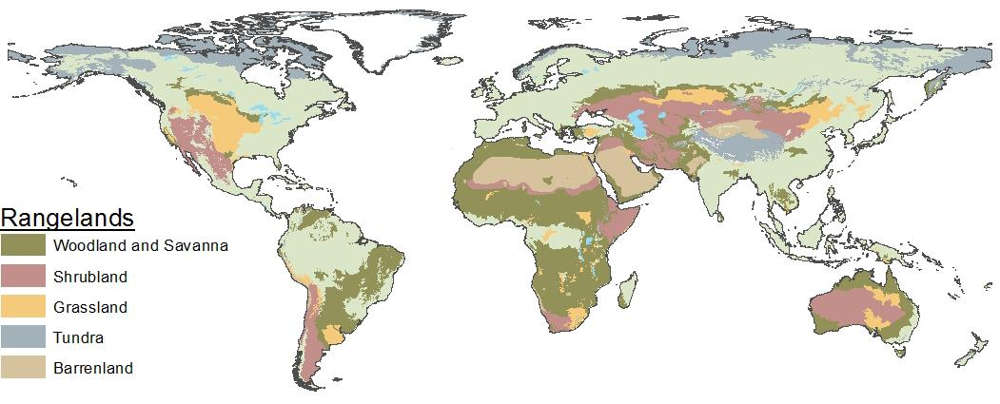 Rangelands
Woodland and Savanna
Shrubland
Grassland
Tundra
Barrenland